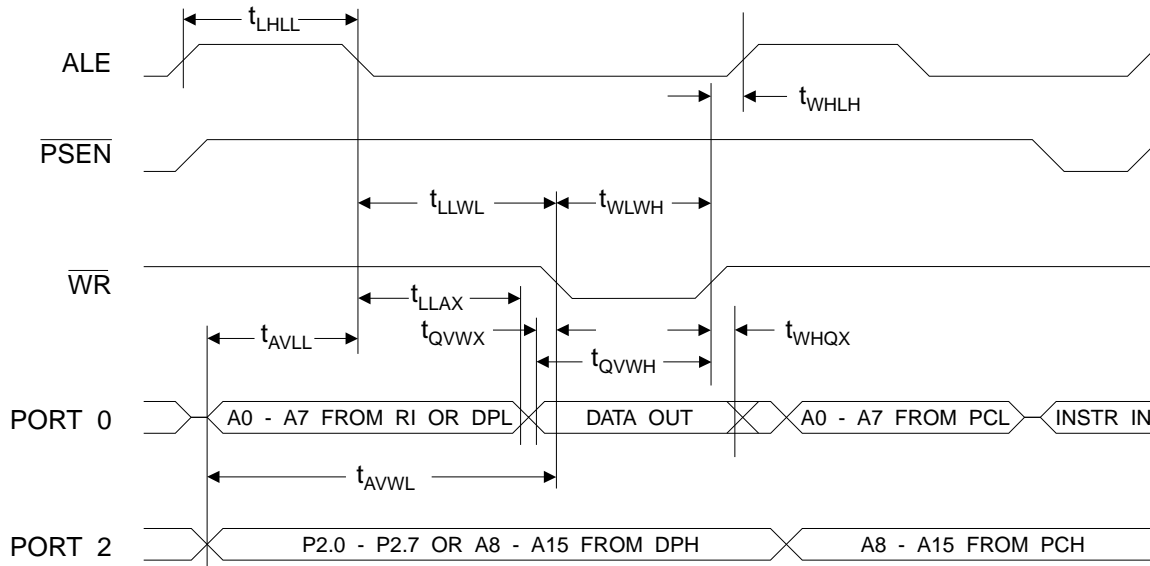 tLHLL
ALE
tWHLH
PSEN
tLLWL
tWLWH
WR
tLLAX
tAVLL
tQVWX
tWHQX
tQVWH
PORT 0
A0 - A7 FROM RI OR DPL
DATA OUT
A0 - A7 FROM PCL
INSTR IN
tAVWL
PORT 2
P2.0 - P2.7 OR A8 - A15 FROM DPH
A8 - A15 FROM PCH